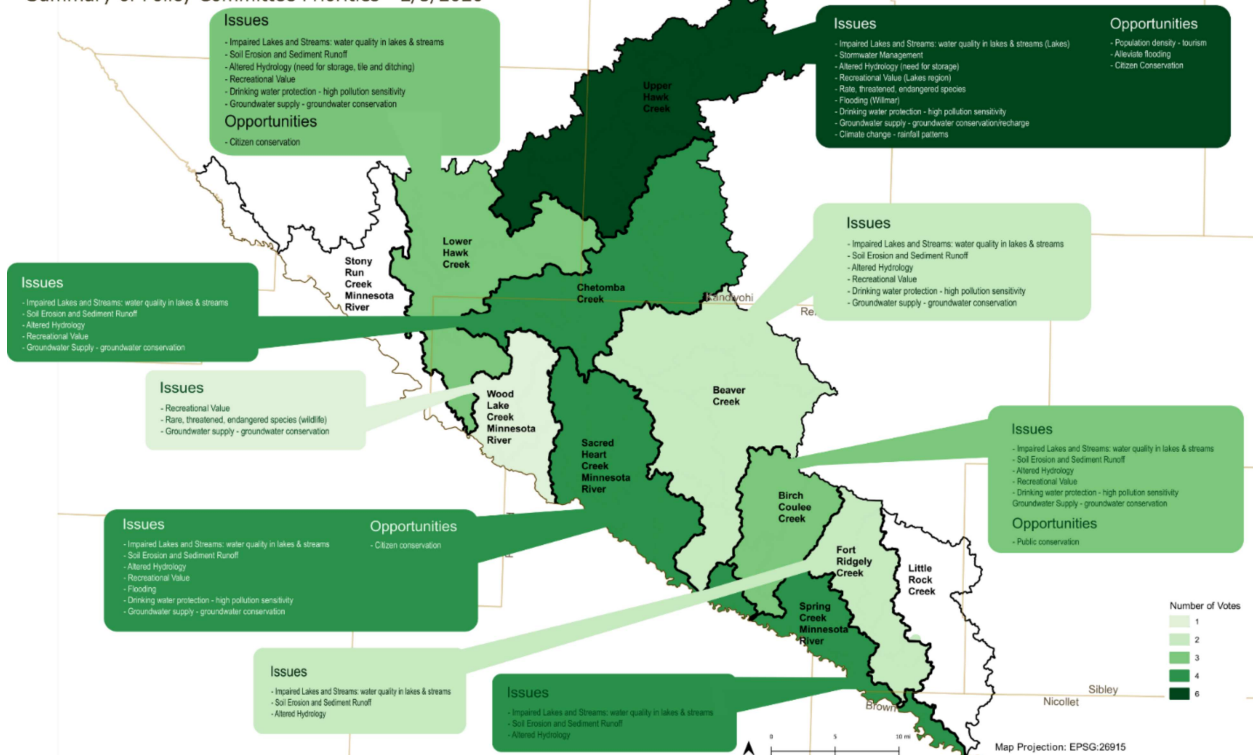 Issues
- Impaired Lakes and Streams: water quality in lakes & streams
- Soil Erosion and Sediment Runoff
- Altered Hydrology (need for storage, tile and ditching)
- Recreational Value
- Drinking water protection - high pollution sensitivity
- Groundwater supply - groundwater conservation
Opportunities
- Citizen conservation
Issues
- Impaired Lakes and Streams: water quality in lakes & streams (Lakes)
- Stormwater Management
- Altered Hydrology (need for storage)
- Recreational Value (Lakes region)
- Rate, threatened, endangered species
- Flooding (Wilmar)
- Drinking water protection - high pollution sensitivity
- Groundwater supply - groundwater conservation/recharge
- Climate change - rainfall patterns
Opportunities
- Population density - tourism
- Alleviate flooding
- Citizen Conservation
Upper
Hawk
Creek
Issues
- Impaired Lakes and Streams: water quality in lakes & streams
- Soil Erosion and Sediment Runoff
- Altered Hydrology
- Recreational Value
- Drinking water protection - high pollution sensitivity
- Groundwater supply - groundwater conservation
Lower
Hawk
Creek
Stony
Run
Creek
Minnesota
River
Chetomba
Creek
Kandiyohi
Issues
- Impaired Lakes and Streams: water quality in lakes & streams
- Soil Erosion and Sediment Runoff
- Altered Hydrology
- Recreational Value
- Groundwater Supply - groundwater conservation
Issues
- Recreational Value
- Rare, threatened, endangered species (wildlife)
- Groundwater supply - groundwater conservation
Wood
Lake
Creek
Minnesota
River
Beaver
Creek
Sacred
Heart
Creek
Minnesota
River
Issues
- Impaired Lakes and Streams: water quality in lakes & streams
- Soil Erosion and Sediment Runoff
- Altered Hydrology
- Recreational Value
- Drinking water protection - high pollution sensitivity
Groundwater Supply - groundwater conservation
Opportunities
- Public conservation
Birch
Coulee
Creek
Issues
- Impaired Lakes and Streams: water quality in lakes & streams
- Soil Erosion and Sediment Runoff
- Altered Hydrology
- Recreational Value
- Flooding
- Drinking water protection - high pollution sensitivity
- Groundwater supply - groundwater conservation
Opportunities
- Citizen conservation
Fort
Ridgely
Creek
Little
Rock
Creek
Spring
Creek
Minnesota
River
Issues
- Impaired Lakes and Streams: water quality in lakes & streams
- Soil Erosion and Sediment Runoff
- Altered Hydrology
Issues
- Impaired Lakes and Streams: water quality in lakes & streams
- Soil Erosion and Sediment Runoff
- Altered Hydrology
Number of Votes
1
2
3
4
6
Sibley
Nicollet
Brown
0 5 10 mi
Map Projection: EPSG:26915